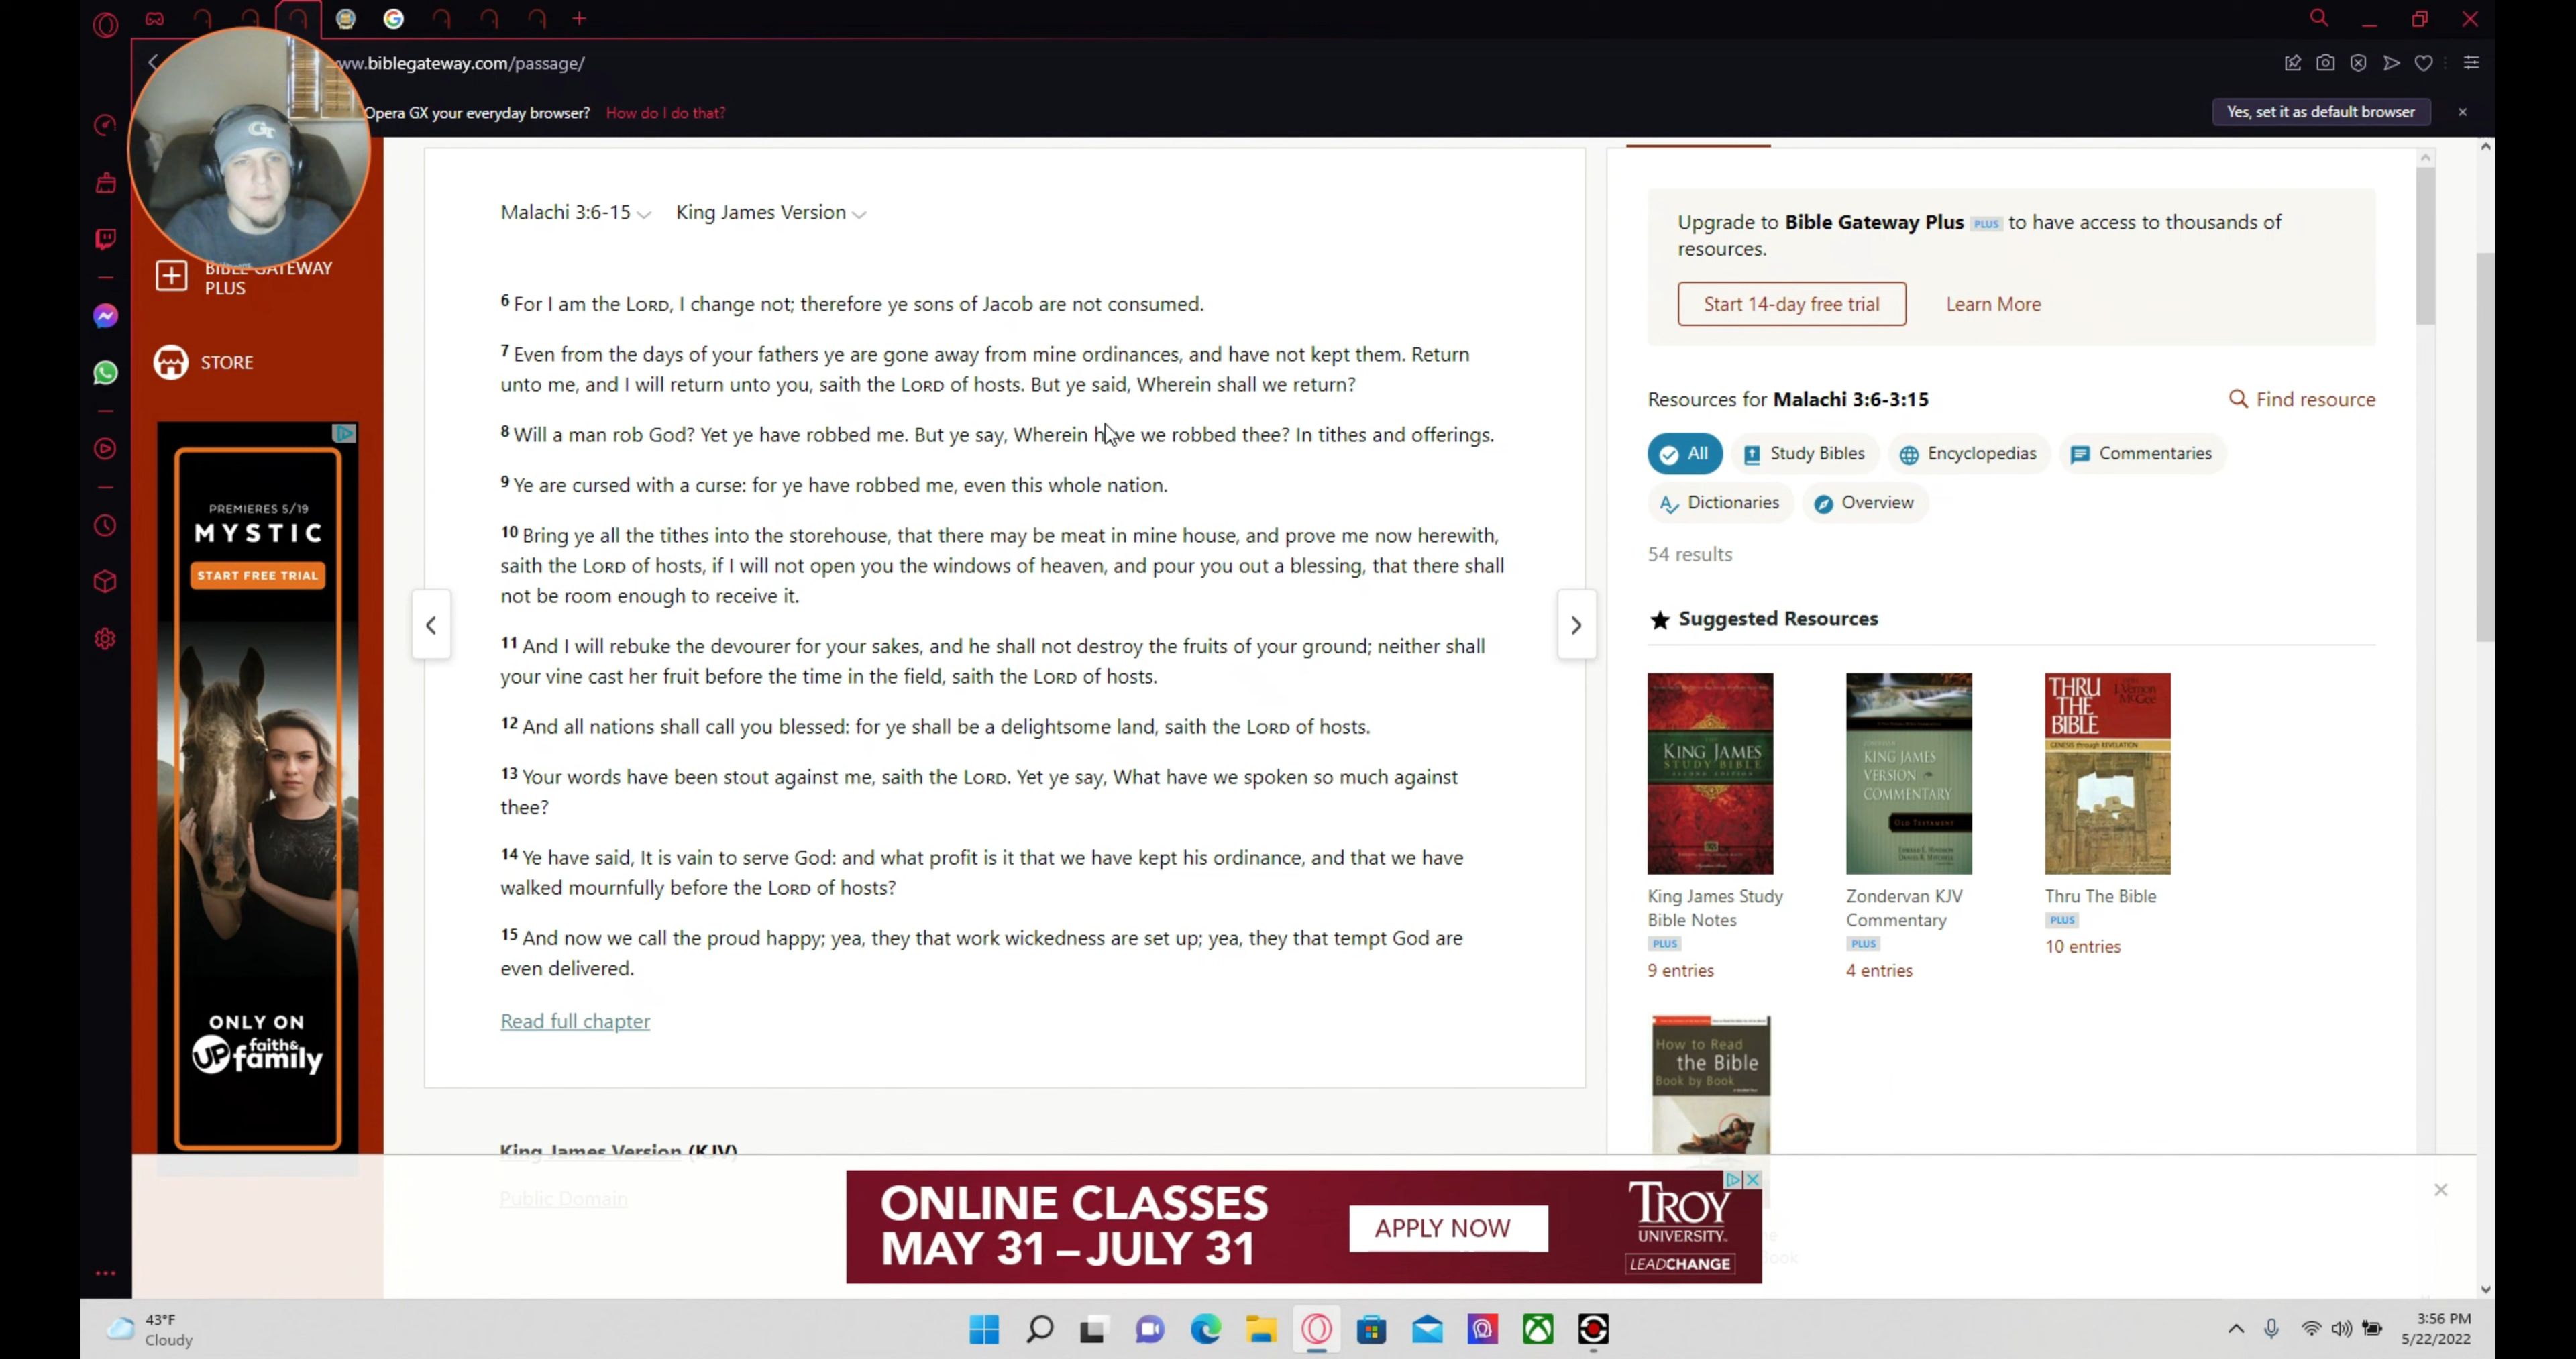 www.biblegateway.com/passage/
Opera GX your everyday browser? How do I do that?
Yes, set it as default browser
GT
BIBLE GATEWAY
PLUS
STORE
PREMIERES 5/19
MYSTIC
START FREE TRIAL
ONLY ON
UP faith&
family
Malachi 3:6-15 King James Version
6 For I am the LORD, I change not; therefore ye sons of Jacob are not consumed.
7 Even from the days of your fathers ye are gone away from mine ordinances, and have not kept them. Return
unto me, and I will return unto you, saith the LORD of hosts. But ye said, Wherein shall we return?
8 Will a man rob God? Yet ye have robbed me. But ye say, Wherein have we robbed thee? In tithes and offerings.
9 Ye are cursed with a curse: for ye have robbed me, even this whole nation.
10 Bring ye all the tithes into the storehouse, that there may be meat in mine house, and prove me now herewith,
saith the LORD of hosts, if I will not open you the windows of heaven, and pour you out a blessing, that there shall
not be room enough to receive it.
11 And I will rebuke the devourer for your sakes, and he shall not destroy the fruits of your ground; neither shall
your vine cast her fruit before the time in the field, saith the LORD of hosts.
12 And all nations shall call you blessed: for ye shall be a delightsome land, saith the LORD of hosts.
13 Your words have been stout against me, saith the LORD. Yet ye say, What have we spoken so much against
thee?
14 Ye have said, It is vain to serve God: and what profit is it that we have kept his ordinance, and that we have
walked mournfully before the LORD of hosts?
15 And now we call the proud happy; yea, they that work wickedness are set up; yea, they that tempt God are
even delivered.
Read full chapter
King James Version (KJV)
Public Domain
Upgrade to Bible Gateway Plus PLUS to have access to thousands of
resources.
Start 14-day free trial Learn More
Resources for Malachi 3:6-3:15 Find resource
All Study Bibles Encyclopedias Commentaries
Dictionaries Overview
54 results
Suggested Resources
KING JAMES
STUDY BIBLE
SECOND EDITION
KING JAMES
VERSION
COMMENTARY
OLD TESTAMENT
THRU
THE
BIBLE
J. Vernon
McGee
GENESIS through REVELATION
King James Study
Bible Notes
PLUS
9 entries
Zondervan KJV
Commentary
PLUS
4 entries
Thru The Bible
PLUS
10 entries
How to Read
the Bible
Book by Book
ONLINE CLASSES
MAY 31 – JULY 31
APPLY NOW
TROY
UNIVERSITY
LEADCHANGE
Book
43°F
Cloudy
3:56 PM
5/22/2022